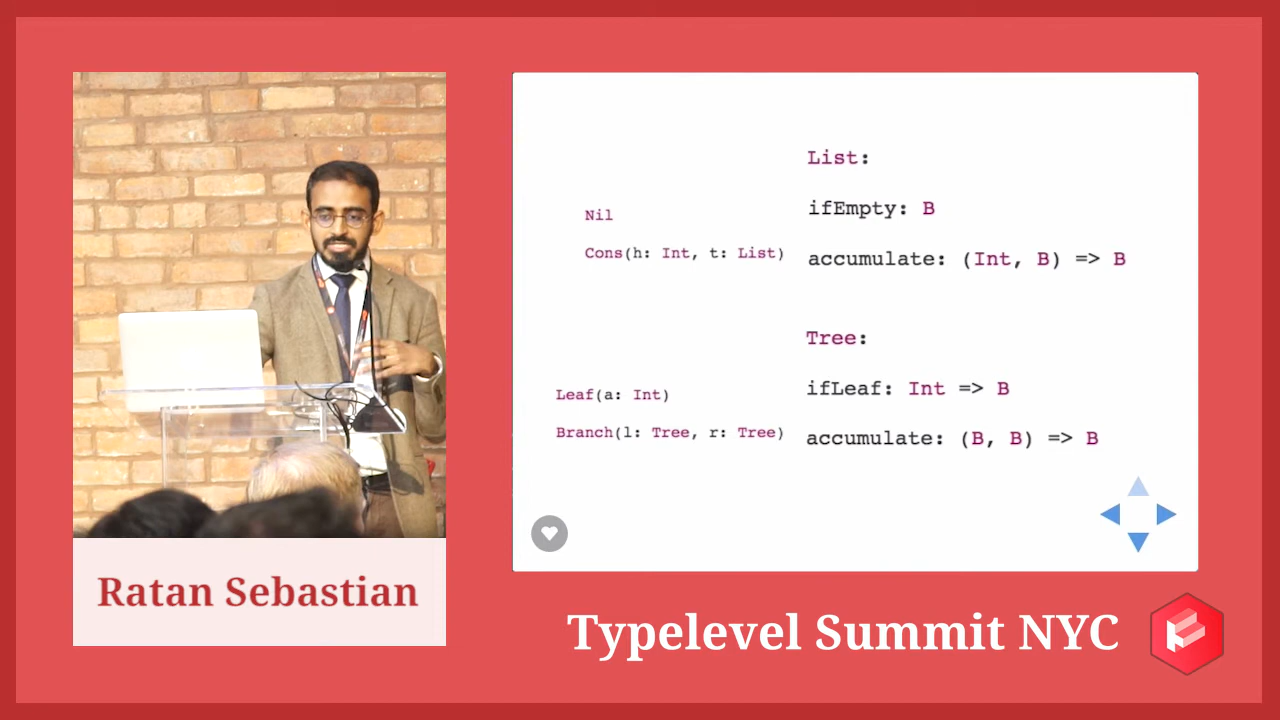 List:
ifEmpty: B
accumulate: (Int, B) => B
Nil
Cons(h: Int, t: List)
Tree:
ifLeaf: Int => B
accumulate: (B, B) => B
Leaf(a: Int)
Branch(l: Tree, r: Tree)
Ratan Sebastian
Typelevel Summit NYC